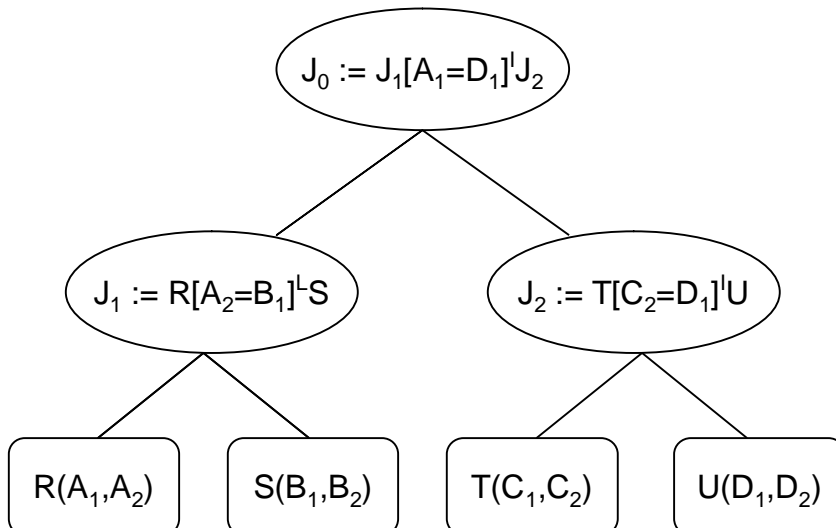 J₀ := J₁[A₁=D₁]ᴵJ₂
J₁ := R[A₂=B₁]ᴸS
J₂ := T[C₂=D₁]ᴵU
R(A₁,A₂)
S(B₁,B₂)
T(C₁,C₂)
U(D₁,D₂)